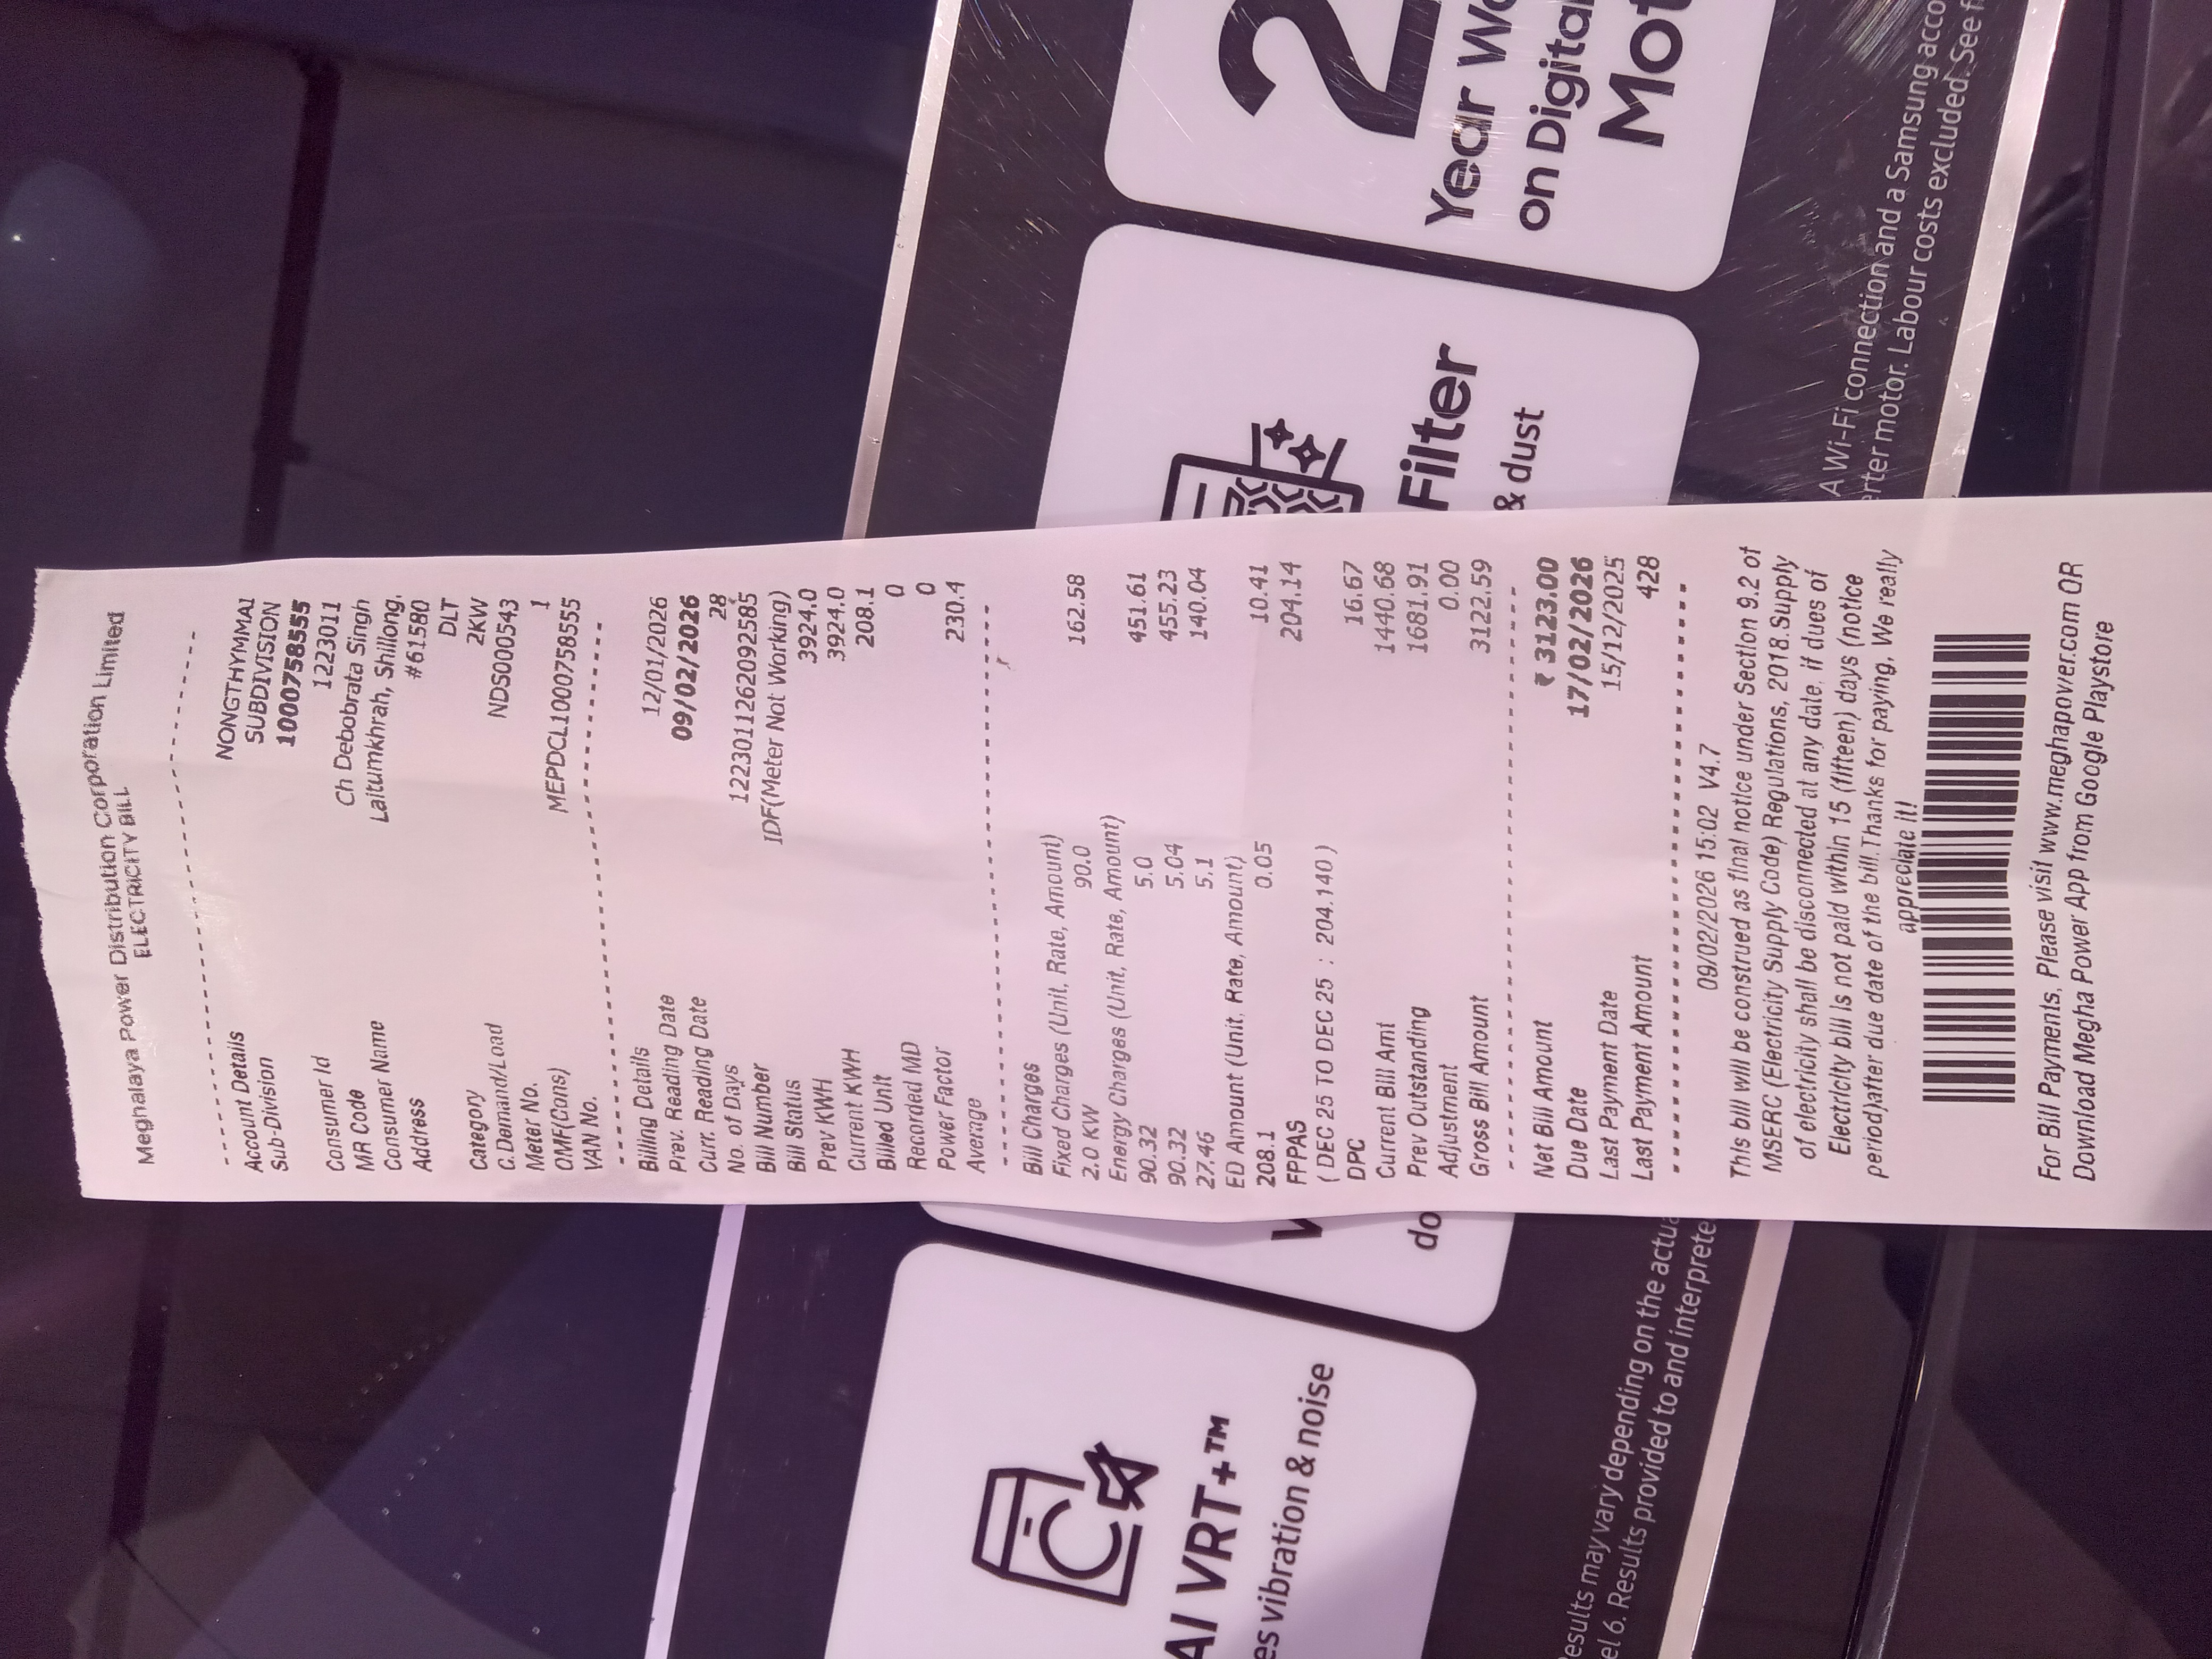 Meghalaya Power Distribution Corporation Limited
ELECTRICITY BILL
Account Details
Sub-Division NONGTHYMMAI
SUBDIVISION
Consumer Id 1000758555
MR Code 1223011
Consumer Name Ch Debobrata Singh
Address Laitumkhrah, Shillong,
#61580
Category DLT
C.Demand/Load 2KW
Meter No. NDS000543
OMF(Cons) 1
VAN No. MEPDCL1000758555
Billing Details
Prev. Reading Date 12/01/2026
Curr. Reading Date 09/02/2026
No. of Days 28
Bill Number 1223011262092585
Bill Status IDF(Meter Not Working)
Prev KWH 3924.0
Current KWH 3924.0
Billed Unit 208.1
Recorded MD 0
Power Factor 0
Average 230.4
Bill Charges
Fixed Charges (Unit, Rate, Amount)
2.0 KW 90.0 162.58
Energy Charges (Unit, Rate, Amount)
90.32 5.0 451.61
90.32 5.04 455.23
27.46 5.1 140.04
ED Amount (Unit, Rate, Amount)
208.1 0.05 10.41
FPPAS 204.14
( DEC 25 TO DEC 25 : 204.140 )
DPC 16.67
Current Bill Amt 1440.68
Prev Outstanding 1681.91
Adjustment 0.00
Gross Bill Amount 3122.59
Net Bill Amount ₹ 3123.00
Due Date 17/02/2026
Last Payment Date 15/12/2025
Last Payment Amount 428
09/02/2026 15:02 V4.7
This bill will be construed as final notice under Section 9.2 of
MSERC (Electricity Supply Code) Regulations, 2018.Supply
of electricity shall be disconnected at any date, if dues of
Electricity bill is not paid within 15 (fifteen) days (notice
period)after due date of the bill.Thanks for paying, We really
appreciate it!
For Bill Payments, Please visit www.meghapower.com OR
Download Megha Power App from Google Playstore
AI VRT+™
es vibration & noise
Filter
& dust
2
Year
on Digital
Mot
A Wi-Fi connection and a Samsung acco
erter motor. Labour costs excluded. See f
esults may vary depending on the actua
el 6. Results provided to and interprete